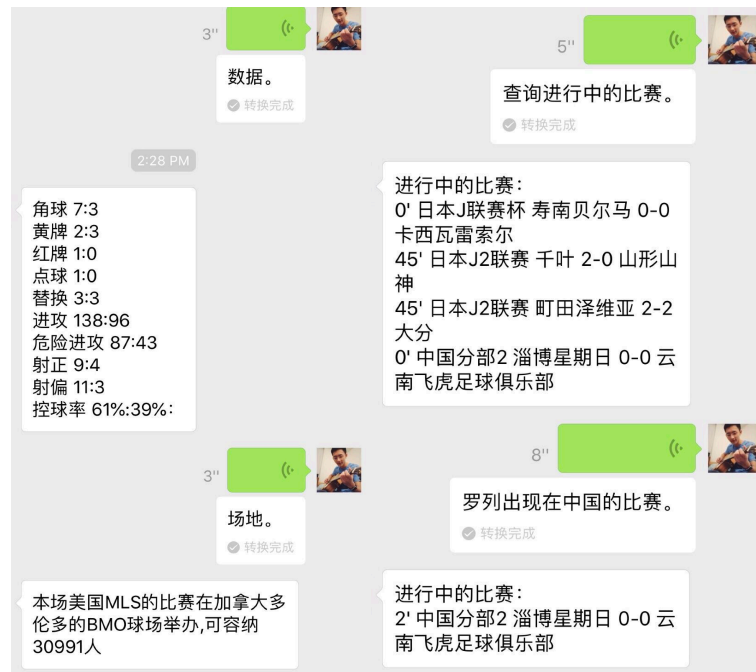 3''
数据。
转换完成
2:28 PM
角球 7:3
黄牌 2:3
红牌 1:0
点球 1:0
替换 3:3
进攻 138:96
危险进攻 87:43
射正 9:4
射偏 11:3
控球率 61%:39%:
3''
场地。
转换完成
本场美国MLS的比赛在加拿大多
伦多的BMO球场举办,可容纳
30991人
5''
查询进行中的比赛。
转换完成
进行中的比赛:
0' 日本J联赛杯 寿南贝尔马 0-0
卡西瓦雷索尔
45' 日本J2联赛 千叶 2-0 山形山
神
45' 日本J2联赛 町田泽维亚 2-2
大分
0' 中国分部2 淄博星期日 0-0 云
南飞虎足球俱乐部
8''
罗列出现在中国的比赛。
转换完成
进行中的比赛:
2' 中国分部2 淄博星期日 0-0 云
南飞虎足球俱乐部